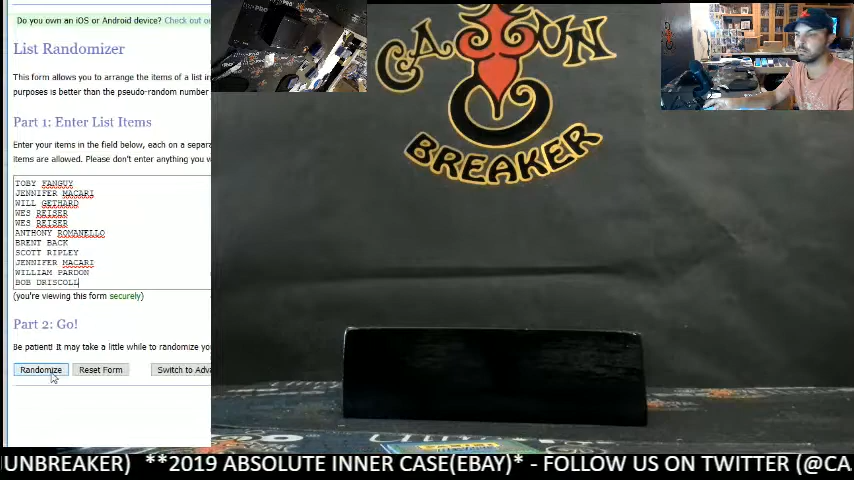 Do you own an iOS or Android device? Check out ou
List Randomizer
This form allows you to arrange the items of a list in
purposes is better than the pseudo-random number
Part 1: Enter List Items
Enter your items in the field below, each on a separa
items are allowed. Please don't enter anything you w
TOBY FANGUY
JENNIFER MACARI
WILL GETHARD
WES REISER
WES REISER
ANTHONY ROMANELLO
BRENT BACK
SCOTT RIPLEY
JENNIFER MACARI
WILLIAM PARDON
BOB DRISCOLL
(you're viewing this form securely)
Part 2: Go!
Be patient! It may take a little while to randomize yo
Randomize
Reset Form
Switch to Adva
CAJUN
BREAKER
UNBREAKER) **2019 ABSOLUTE INNER CASE(EBAY)* - FOLLOW US ON TWITTER (@CA